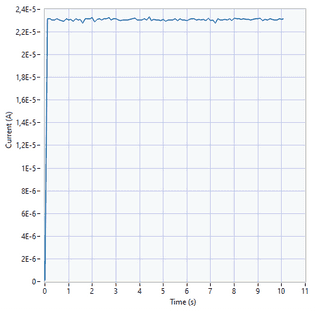 2,4E-5
2,2E-5
2E-5
1,8E-5
1,6E-5
1,4E-5
1,2E-5
1E-5
8E-6
6E-6
4E-6
2E-6
0
Current (A)
0 1 2 3 4 5 6 7 8 9 10 11
Time (s)